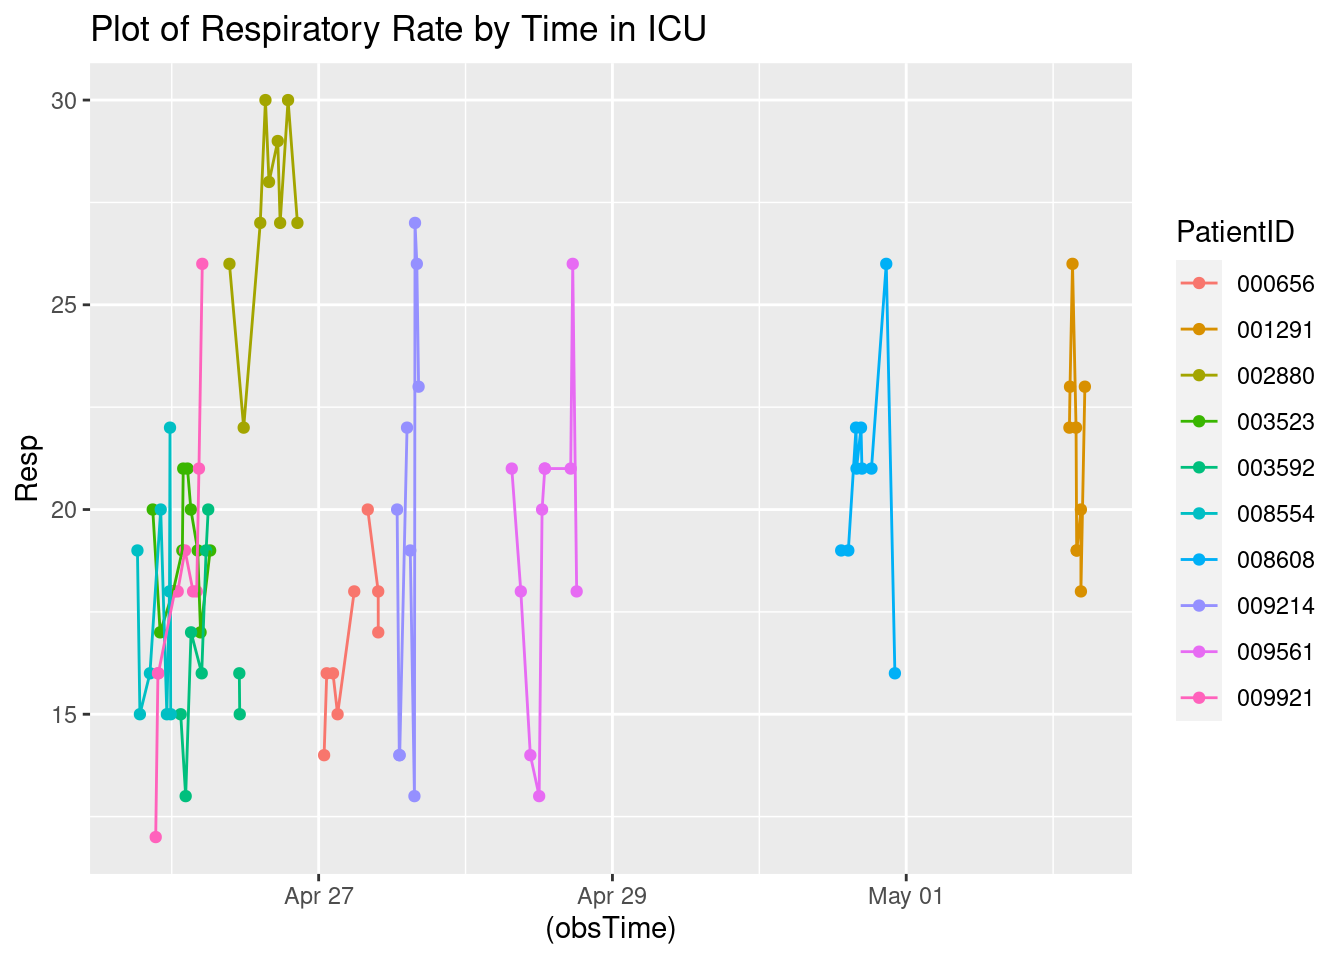 Plot of Respiratory Rate by Time in ICU
30
25
20
15
Resp
Apr 27
Apr 29
May 01
(obsTime)
PatientID
000656
001291
002880
003523
003592
008554
008608
009214
009561
009921